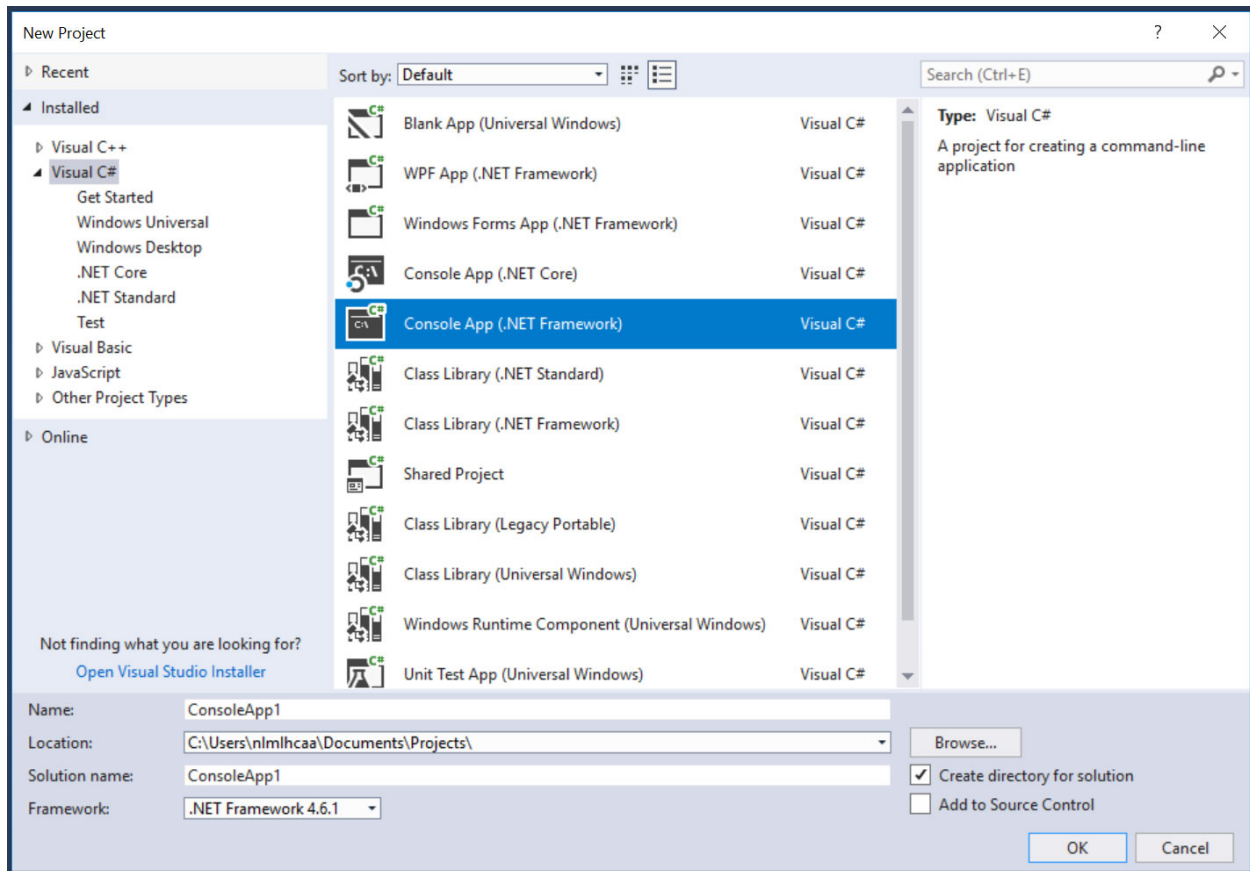 New Project
?
Recent
Sort by: Default
Search (Ctrl+E)
Installed
Visual C++
Visual C#
Get Started
Windows Universal
Windows Desktop
.NET Core
.NET Standard
Test
Visual Basic
JavaScript
Other Project Types
Online
Not finding what you are looking for?
Open Visual Studio Installer
Blank App (Universal Windows) Visual C#
WPF App (.NET Framework) Visual C#
Windows Forms App (.NET Framework) Visual C#
Console App (.NET Core) Visual C#
Console App (.NET Framework) Visual C#
Class Library (.NET Standard) Visual C#
Class Library (.NET Framework) Visual C#
Shared Project Visual C#
Class Library (Legacy Portable) Visual C#
Class Library (Universal Windows) Visual C#
Windows Runtime Component (Universal Windows) Visual C#
Unit Test App (Universal Windows) Visual C#
Type: Visual C#
A project for creating a command-line
application
Name: ConsoleApp1
Location: C:\Users\nlmlhcaa\Documents\Projects\
Browse...
Solution name: ConsoleApp1
Create directory for solution
Framework: .NET Framework 4.6.1
Add to Source Control
OK
Cancel